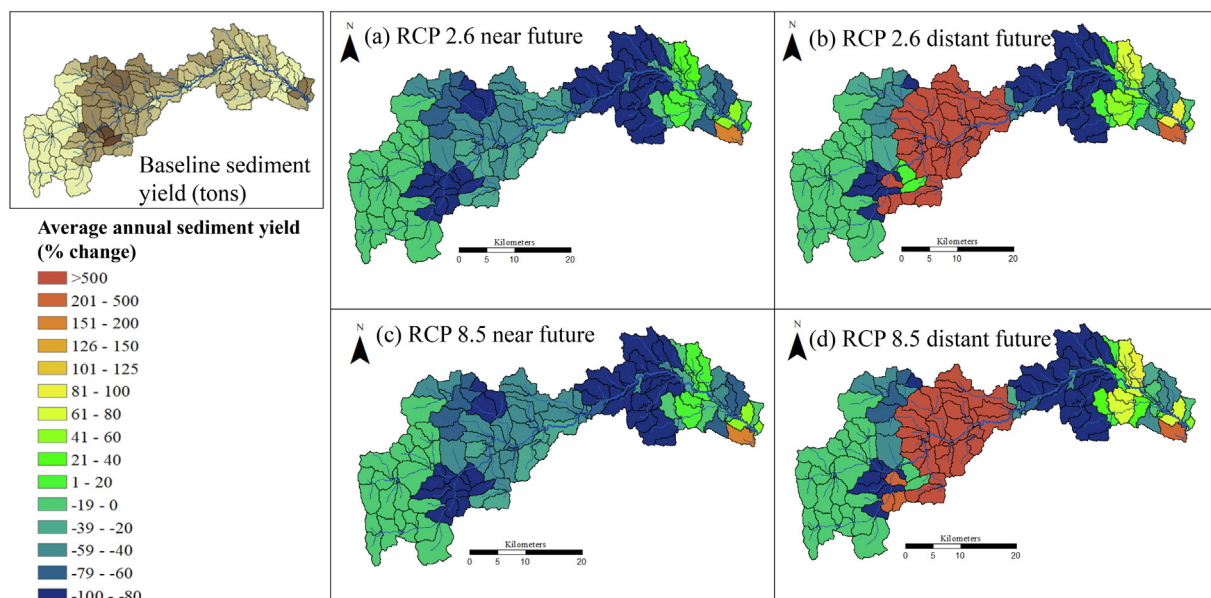 Baseline sediment
yield (tons)
Average annual sediment yield
(% change)
>500
201 - 500
151 - 200
126 - 150
101 - 125
81 - 100
61 - 80
41 - 60
21 - 40
1 - 20
-19 - 0
-39 - -20
-59 - -40
-79 - -60
-100 - -80
N
(a) RCP 2.6 near future
Kilometers
0 5 10 20
N
(b) RCP 2.6 distant future
Kilometers
0 5 10 20
N
(c) RCP 8.5 near future
Kilometers
0 5 10 20
N
(d) RCP 8.5 distant future
Kilometers
0 5 10 20